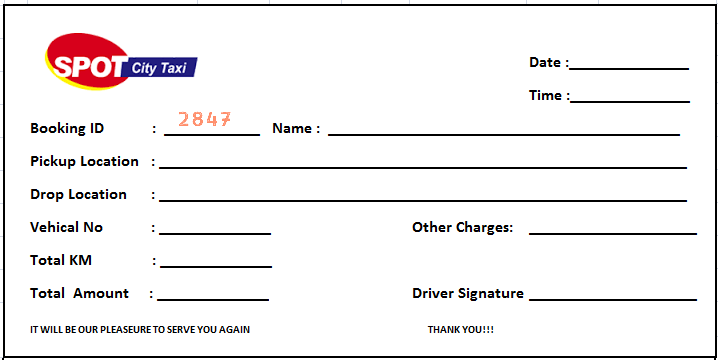 SPOT City Taxi
Date :
Time :
Booking ID : 2847 Name :
Pickup Location :
Drop Location :
Vehical No : Other Charges:
Total KM :
Total Amount : Driver Signature
IT WILL BE OUR PLEASEURE TO SERVE YOU AGAIN THANK YOU!!!